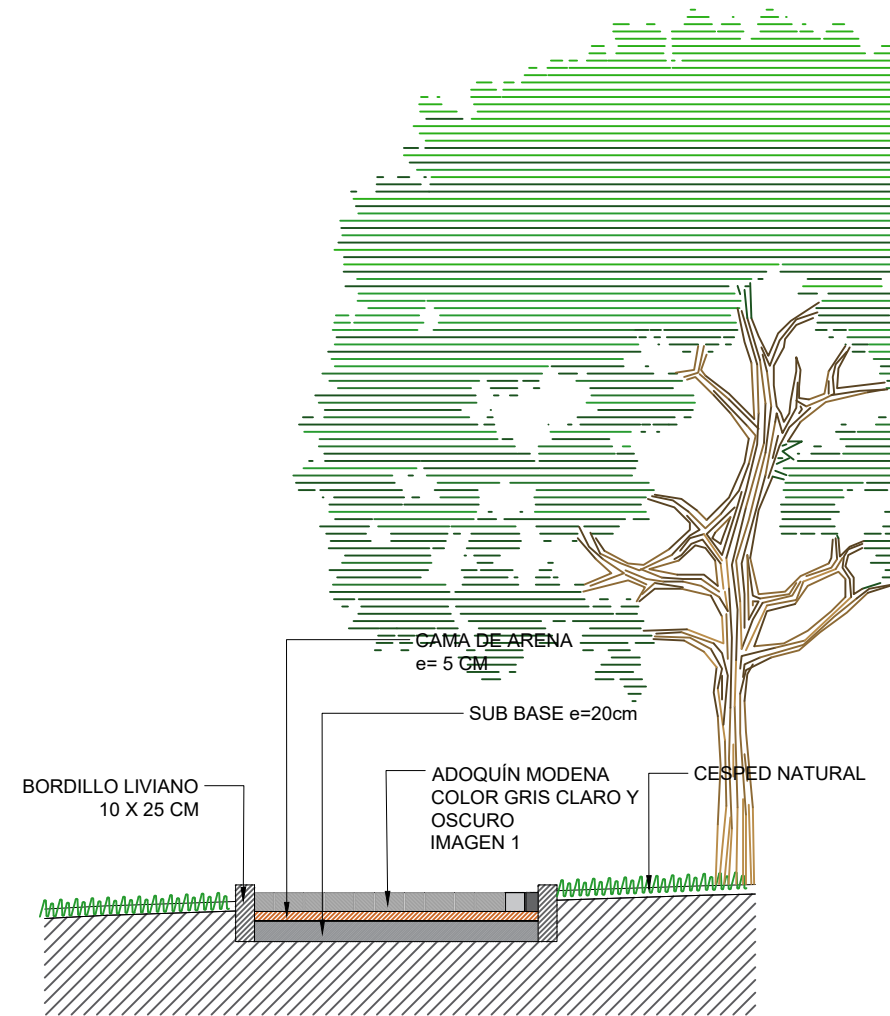 CAMA DE ARENA
e= 5 CM
SUB BASE e=20cm
BORDILLO LIVIANO
10 X 25 CM
ADOQUÍN MODENA
COLOR GRIS CLARO Y
OSCURO
IMAGEN 1
CESPED NATURAL